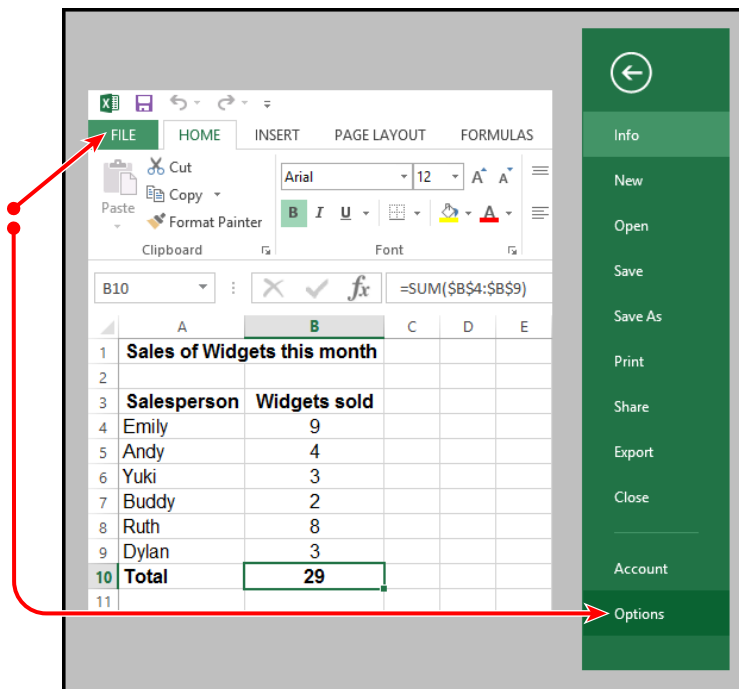 FILE HOME INSERT PAGE LAYOUT FORMULAS
Cut
Copy
Format Painter
Paste
Clipboard
Arial 12 A A
B I U A
Font
B10 fx =SUM($B$4:$B$9)
A B C D E
1 Sales of Widgets this month
2
3 Salesperson Widgets sold
4 Emily 9
5 Andy 4
6 Yuki 3
7 Buddy 2
8 Ruth 8
9 Dylan 3
10 Total 29
11
Info
New
Open
Save
Save As
Print
Share
Export
Close
Account
Options